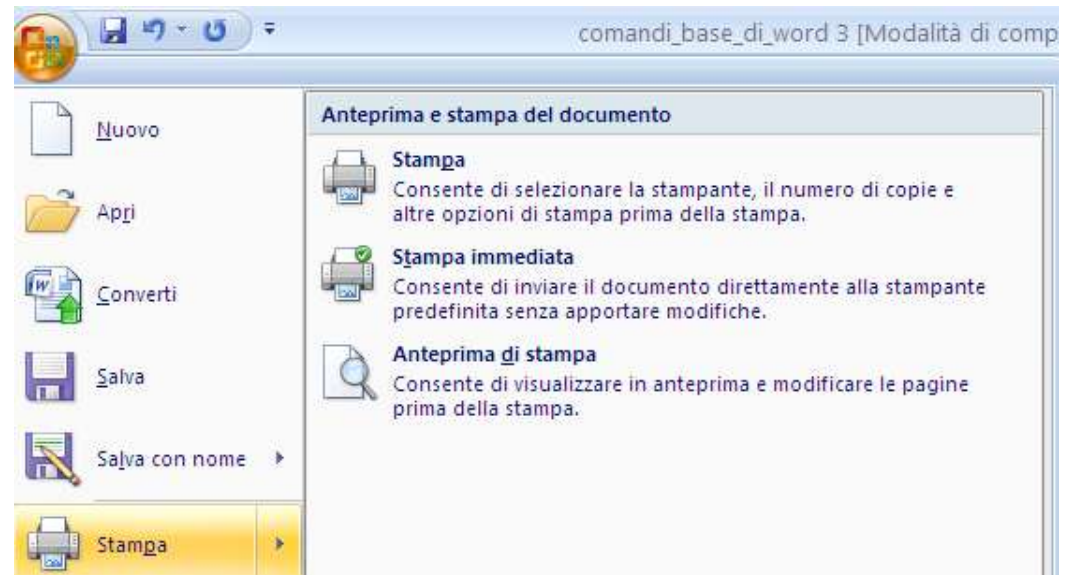 comandi_base_di_word 3 [Modalità di comp
Nuovo
Apri
Converti
Salva
Salva con nome
Stampa
Anteprima e stampa del documento
Stampa
Consente di selezionare la stampante, il numero di copie e
altre opzioni di stampa prima della stampa.
Stampa immediata
Consente di inviare il documento direttamente alla stampante
predefinita senza apportare modifiche.
Anteprima di stampa
Consente di visualizzare in anteprima e modificare le pagine
prima della stampa.